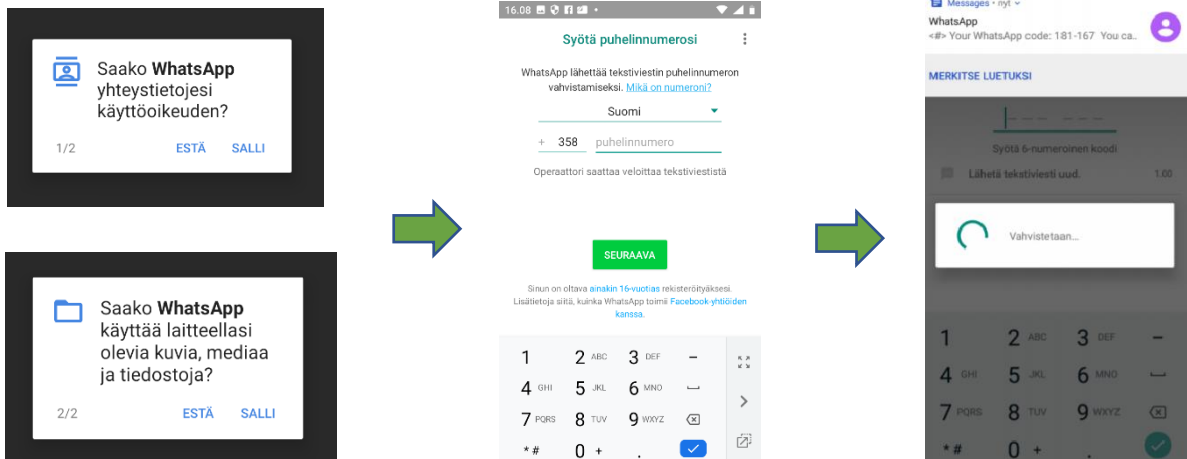 Saako WhatsApp
yhteystietojesi
käyttöoikeuden?
1/2 ESTÄ SALLI
Saako WhatsApp
käyttää laitteellasi
olevia kuvia, mediaa
ja tiedostoja?
2/2 ESTÄ SALLI
16.08
Syötä puhelinnumerosi
WhatsApp lähettää tekstiviestin puhelinnumeron
vahvistamiseksi. Mikä on numeroni?
Suomi
+ 358 puhelinnumero
Operaattori saattaa veloittaa tekstiviestistä
SEURAAVA
Sinun on oltava ainakin 16-vuotias rekisteröityäksesi.
Lisätietoja siitä, kuinka WhatsApp toimii Facebook-yhtiöiden
kanssa.
1 2 ABC 3 DEF –
4 GHI 5 JKL 6 MNO
7 PQRS 8 TUV 9 WXYZ
* # 0 + .
Messages • nyt
WhatsApp
<#> Your WhatsApp code: 181-167 You ca..
MERKITSE LUETUKSI
--- ---
Syötä 6-numeroinen koodi
Lähetä tekstiviesti uud. 1.00
Vahvistetaan...
1 2 ABC 3 DEF –
4 GHI 5 JKL 6 MNO
7 PQRS 8 TUV 9 WXYZ
* # 0 + .